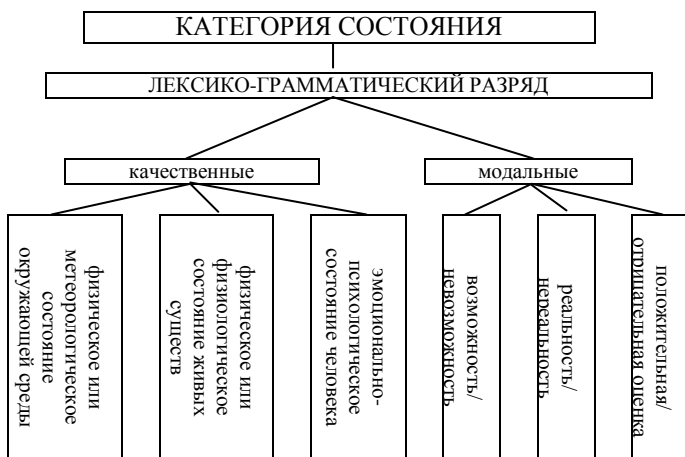 КАТЕГОРИЯ СОСТОЯНИЯ
ЛЕКСИКО-ГРАММАТИЧЕСКИЙ РАЗРЯД
качественные
модальные
физическое или
метеорологическое
состояние
окружающей среды
физическое или
физиологическое
состояние живых
существ
эмоционально-
психологическое
состояние человека
возможность/
невозможность
реальность/
нереальность
положительная/
отрицательная оценка